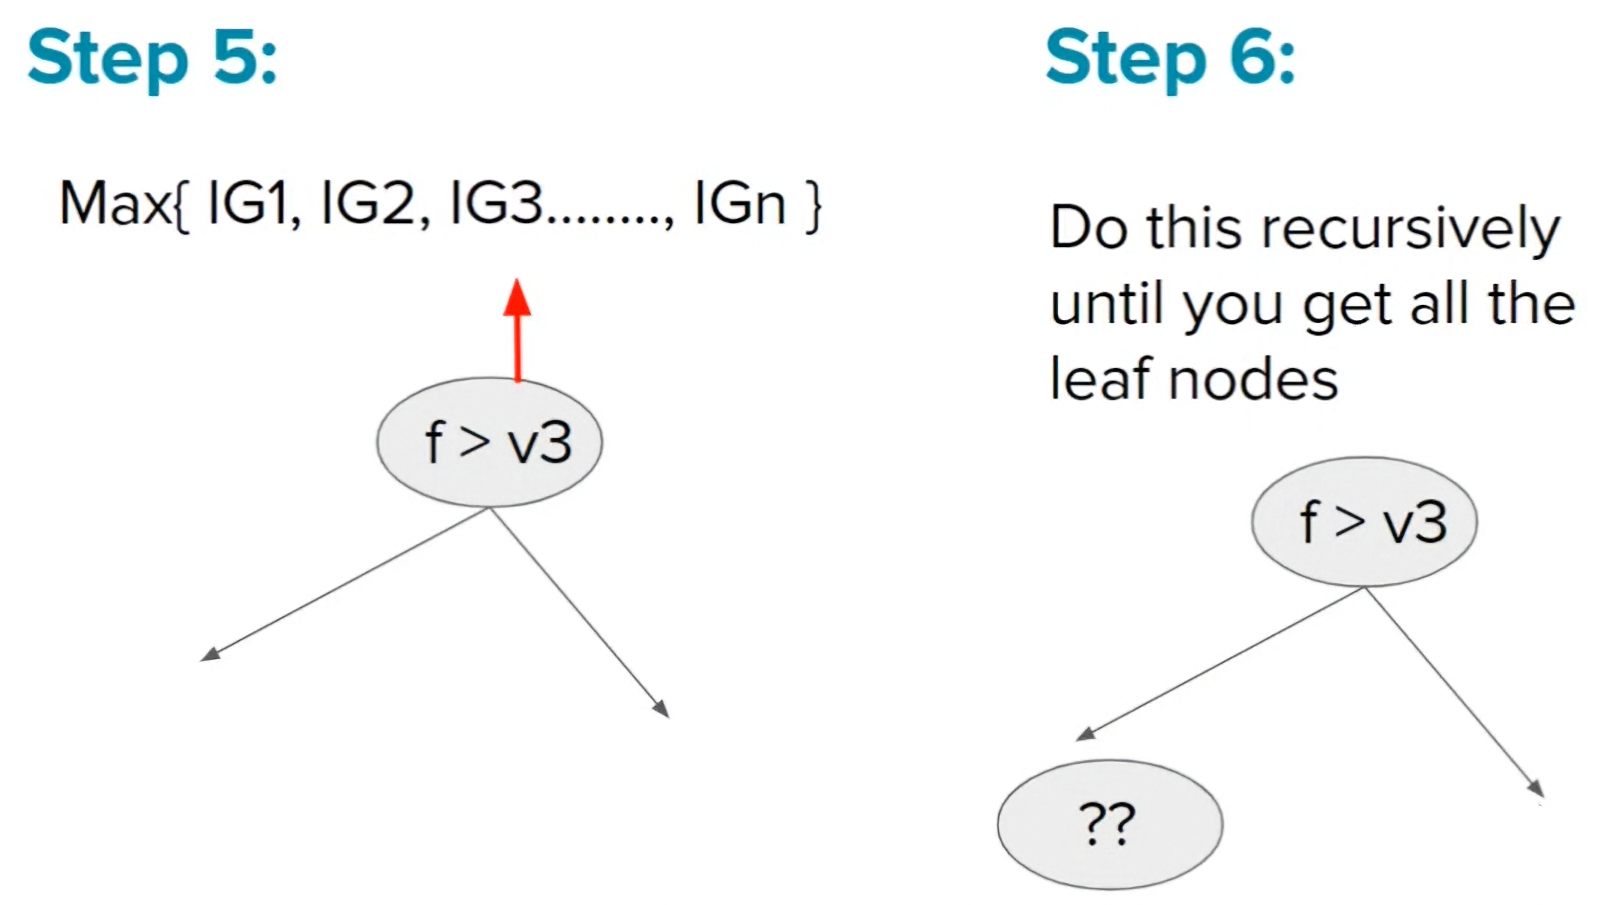 Step 5:
Max{ IG1, IG2, IG3........, IGn }
f > v3
Step 6:
Do this recursively
until you get all the
leaf nodes
f > v3
??